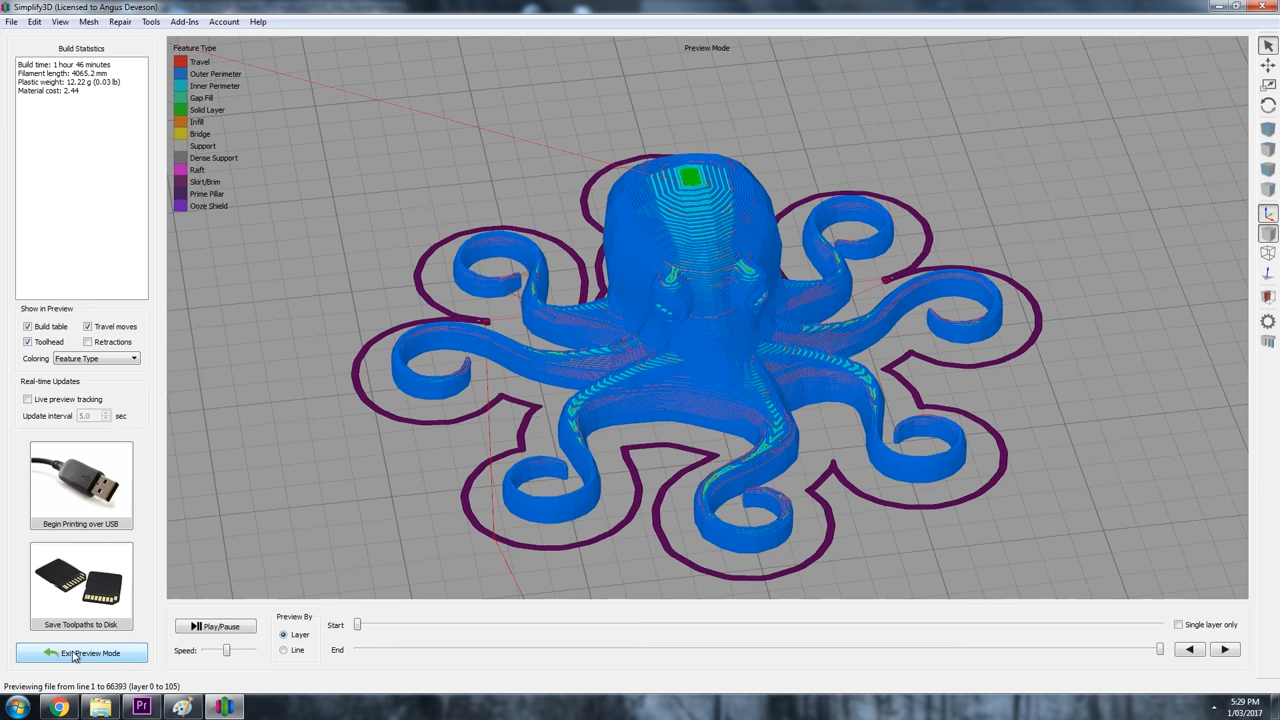 Simplify3D (Licensed to Angus Deveson)
File Edit View Mesh Repair Tools Add-Ins Account Help
Build Statistics
Build time: 1 hour 46 minutes
Filament length: 4065.2 mm
Plastic weight: 12.22 g (0.03 lb)
Material cost: 2.44
Show in Preview
Build table Travel moves
Toolhead Retractions
Coloring Feature Type
Real-time Updates
Live preview tracking
Update interval 5.0 sec
Begin Printing over USB
Save Toolpaths to Disk
Exit Preview Mode
Feature Type
Travel
Outer Perimeter
Inner Perimeter
Gap Fill
Solid Layer
Infill
Bridge
Support
Dense Support
Raft
Skirt/Brim
Prime Pillar
Ooze Shield
Preview Mode
Play/Pause
Speed:
Preview By
Layer
Line
Start
End
Single layer only
Previewing file from line 1 to 66393 (layer 0 to 105)
Pr
5:29 PM
1/03/2017